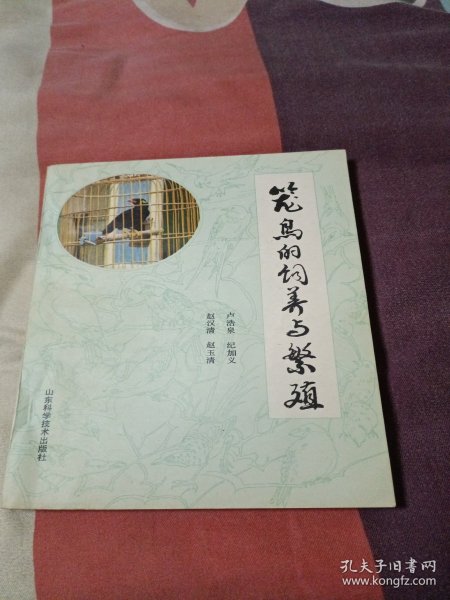 笼鸟的饲养与繁殖
卢浩泉 纪加义
赵汉清 赵玉清
山东科学技术出版社
孔夫子旧书网
www.kongfz.com